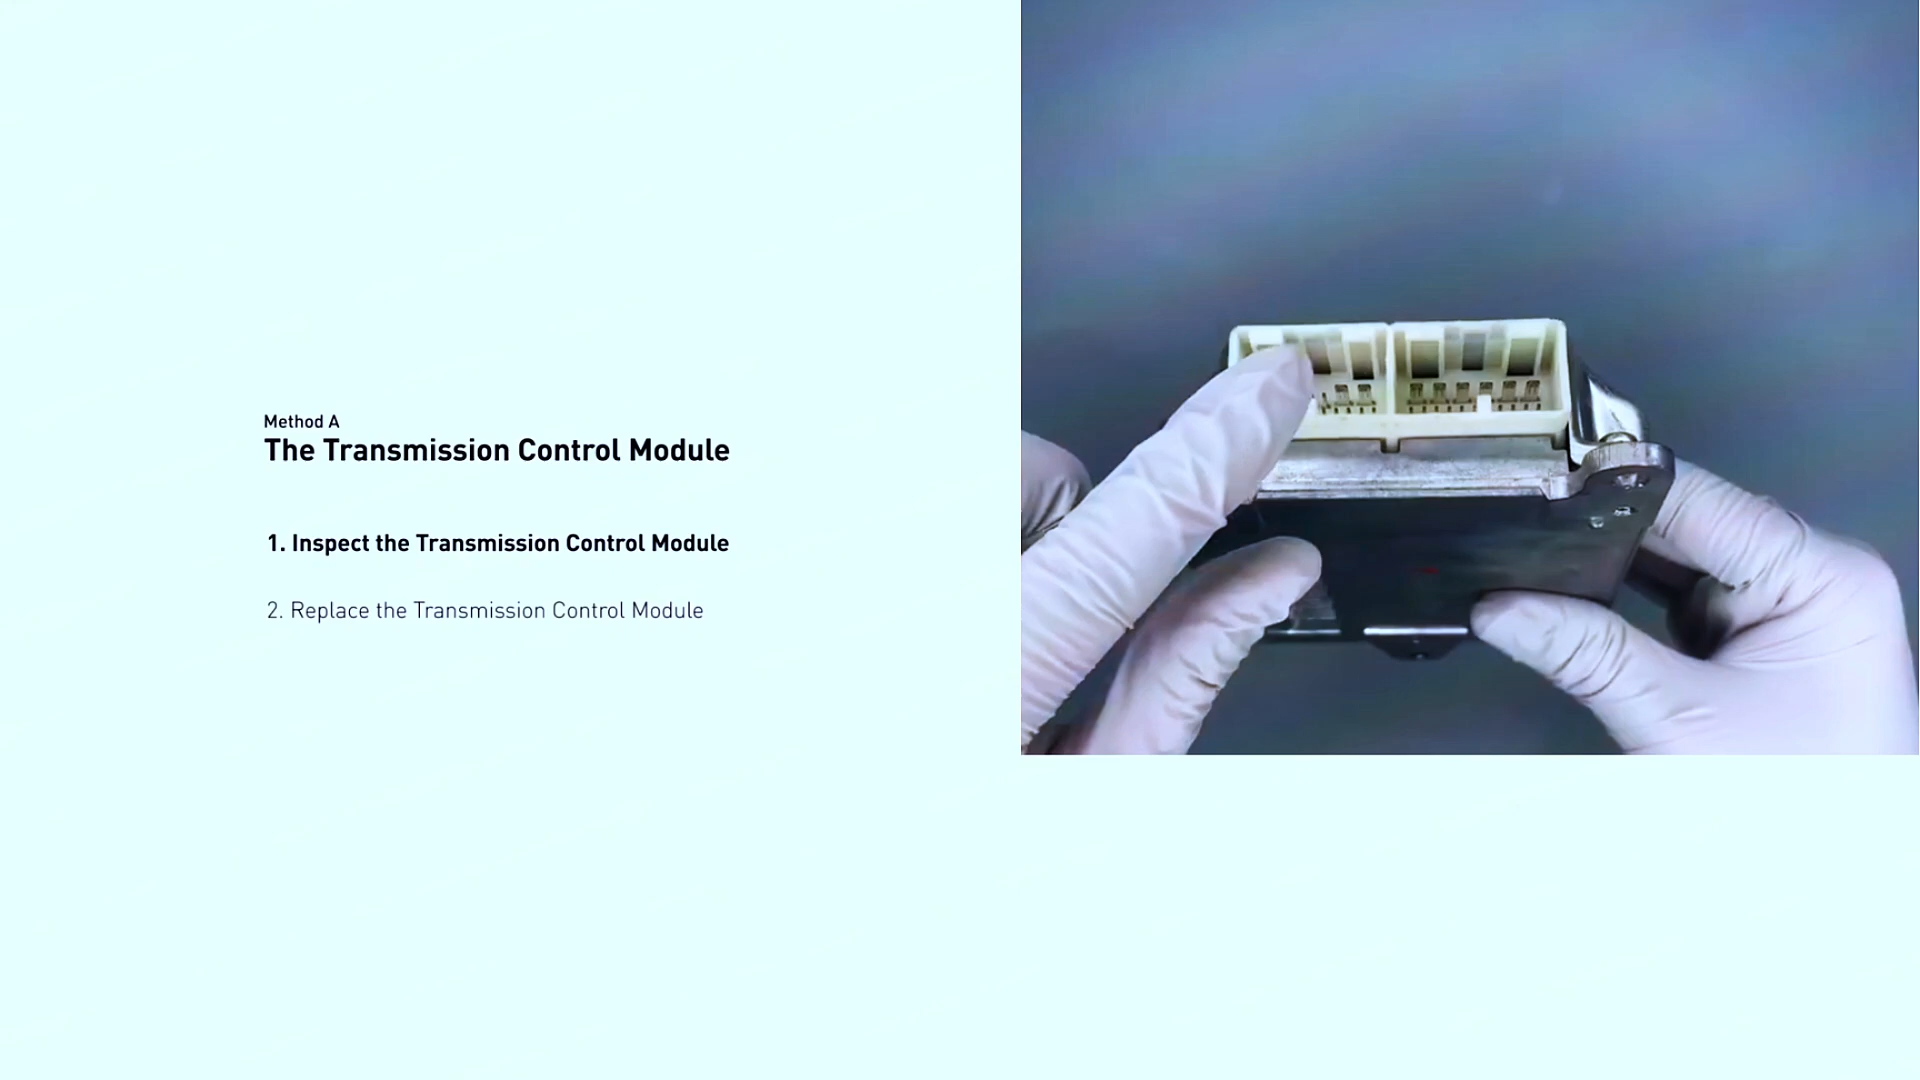 Method A
The Transmission Control Module
1. Inspect the Transmission Control Module
2. Replace the Transmission Control Module